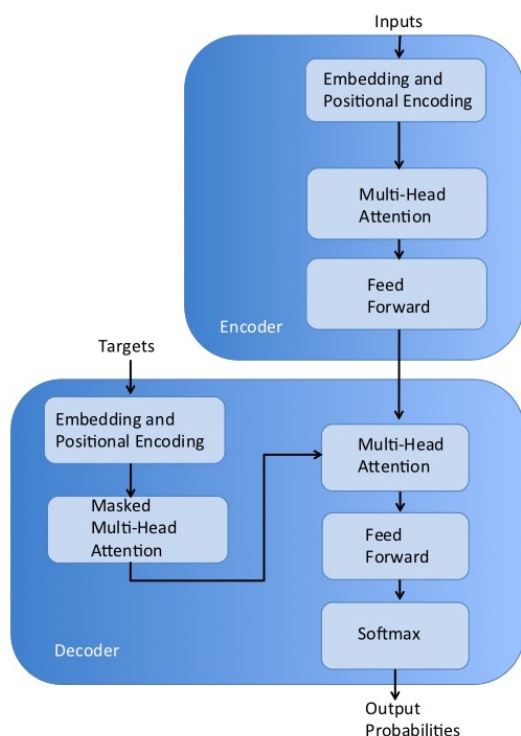 Inputs
Embedding and
Positional Encoding
Multi-Head
Attention
Feed
Forward
Encoder
Targets
Embedding and
Positional Encoding
Masked
Multi-Head
Attention
Multi-Head
Attention
Feed
Forward
Softmax
Decoder
Output
Probabilities